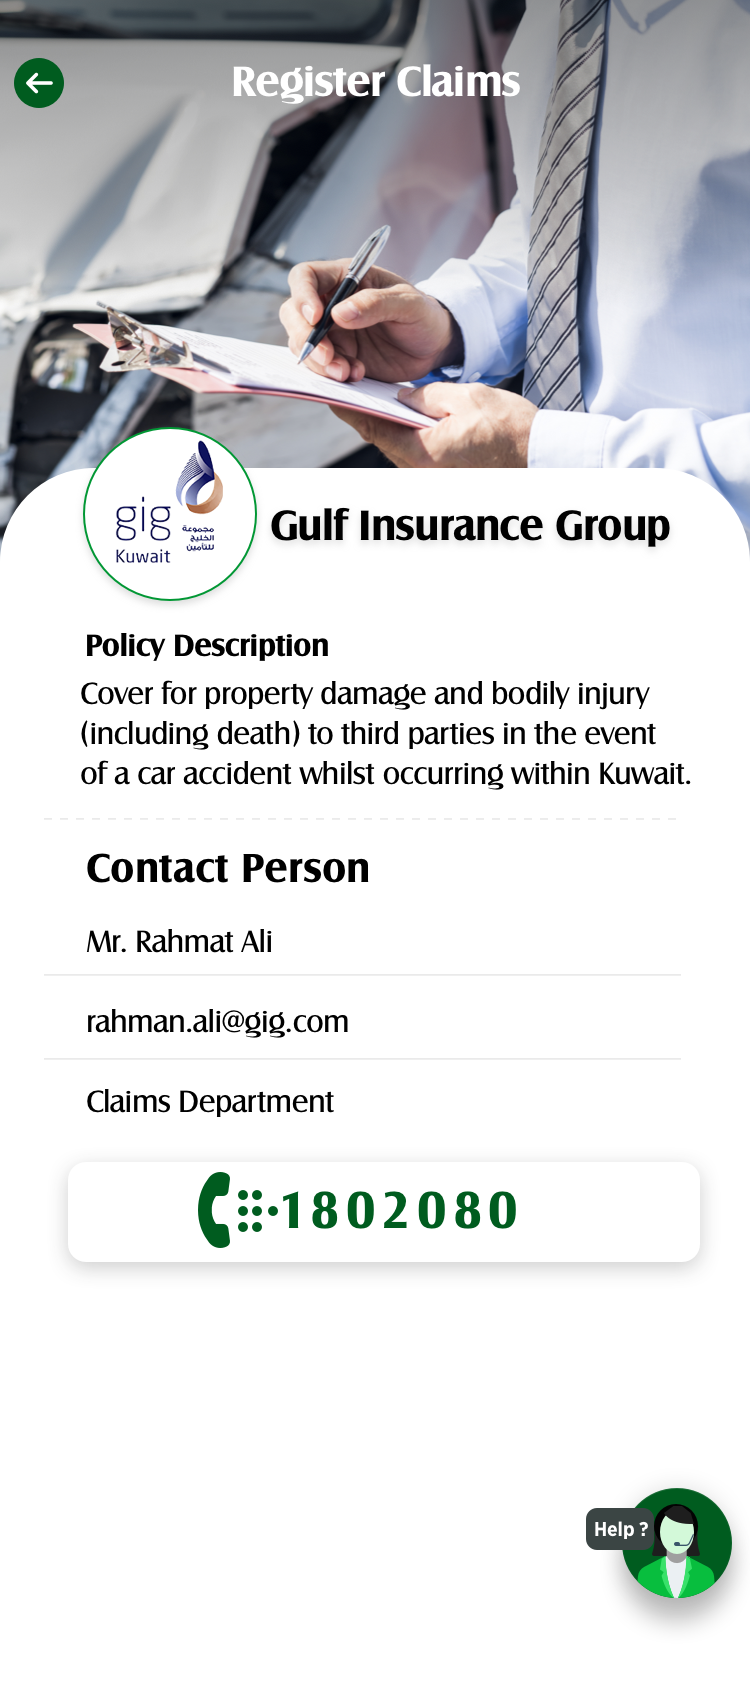 Register Claims
gig
Kuwait
مجموعة
الخليج
للتأمين
Gulf Insurance Group
Policy Description
Cover for property damage and bodily injury
(including death) to third parties in the event
of a car accident whilst occurring within Kuwait.
Contact Person
Mr. Rahmat Ali
rahman.ali@gig.com
Claims Department
1802080
Help ?